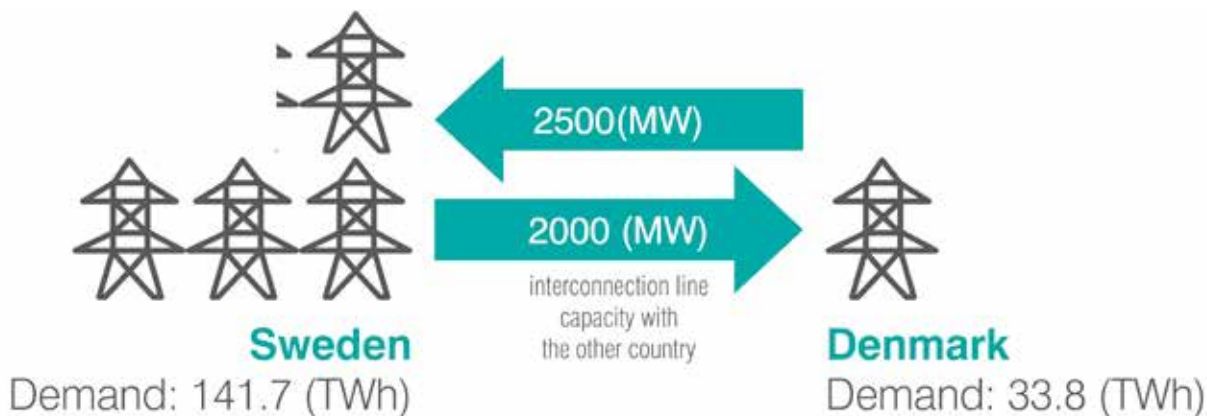 2500(MW)
2000 (MW)
interconnection line
capacity with
the other country
Sweden
Demand: 141.7 (TWh)
Denmark
Demand: 33.8 (TWh)